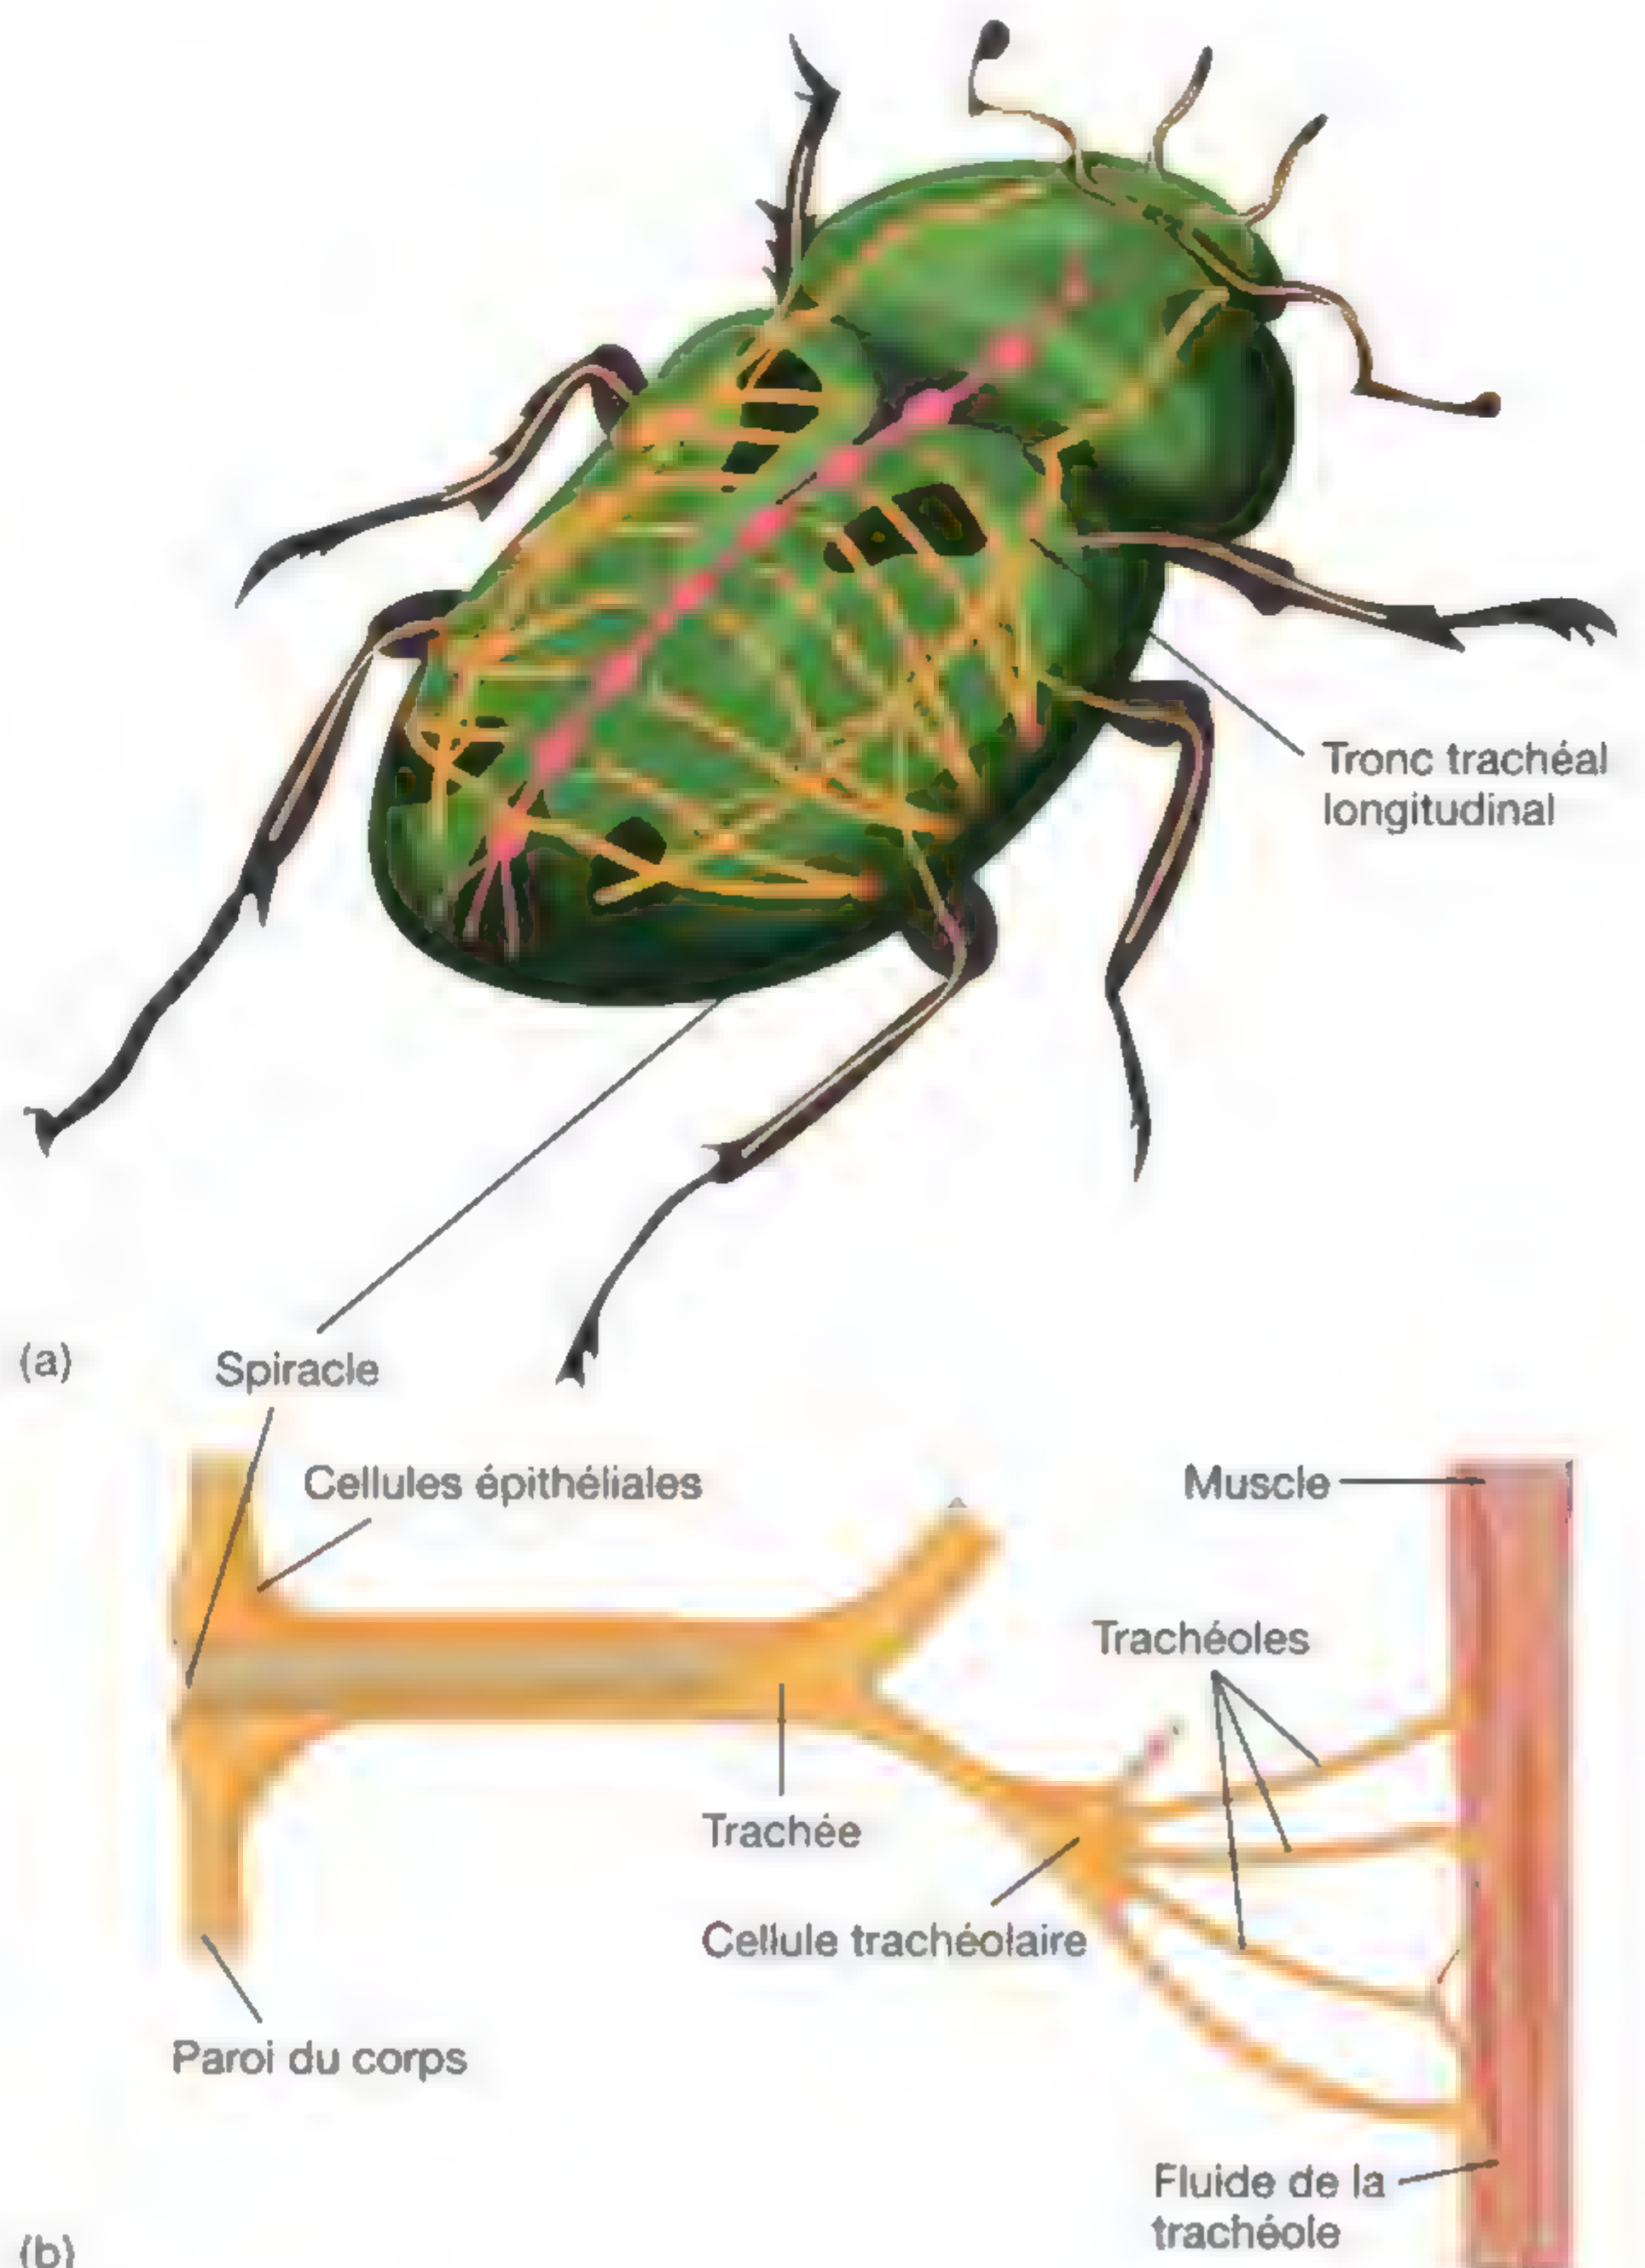 Tronc trachéal
longitudinal
(a)
Spiracle
Cellules épithéliales
Muscle
Trachéoles
Trachée
Cellule trachéolaire
Paroi du corps
Fluide de la
trachéole
(b)